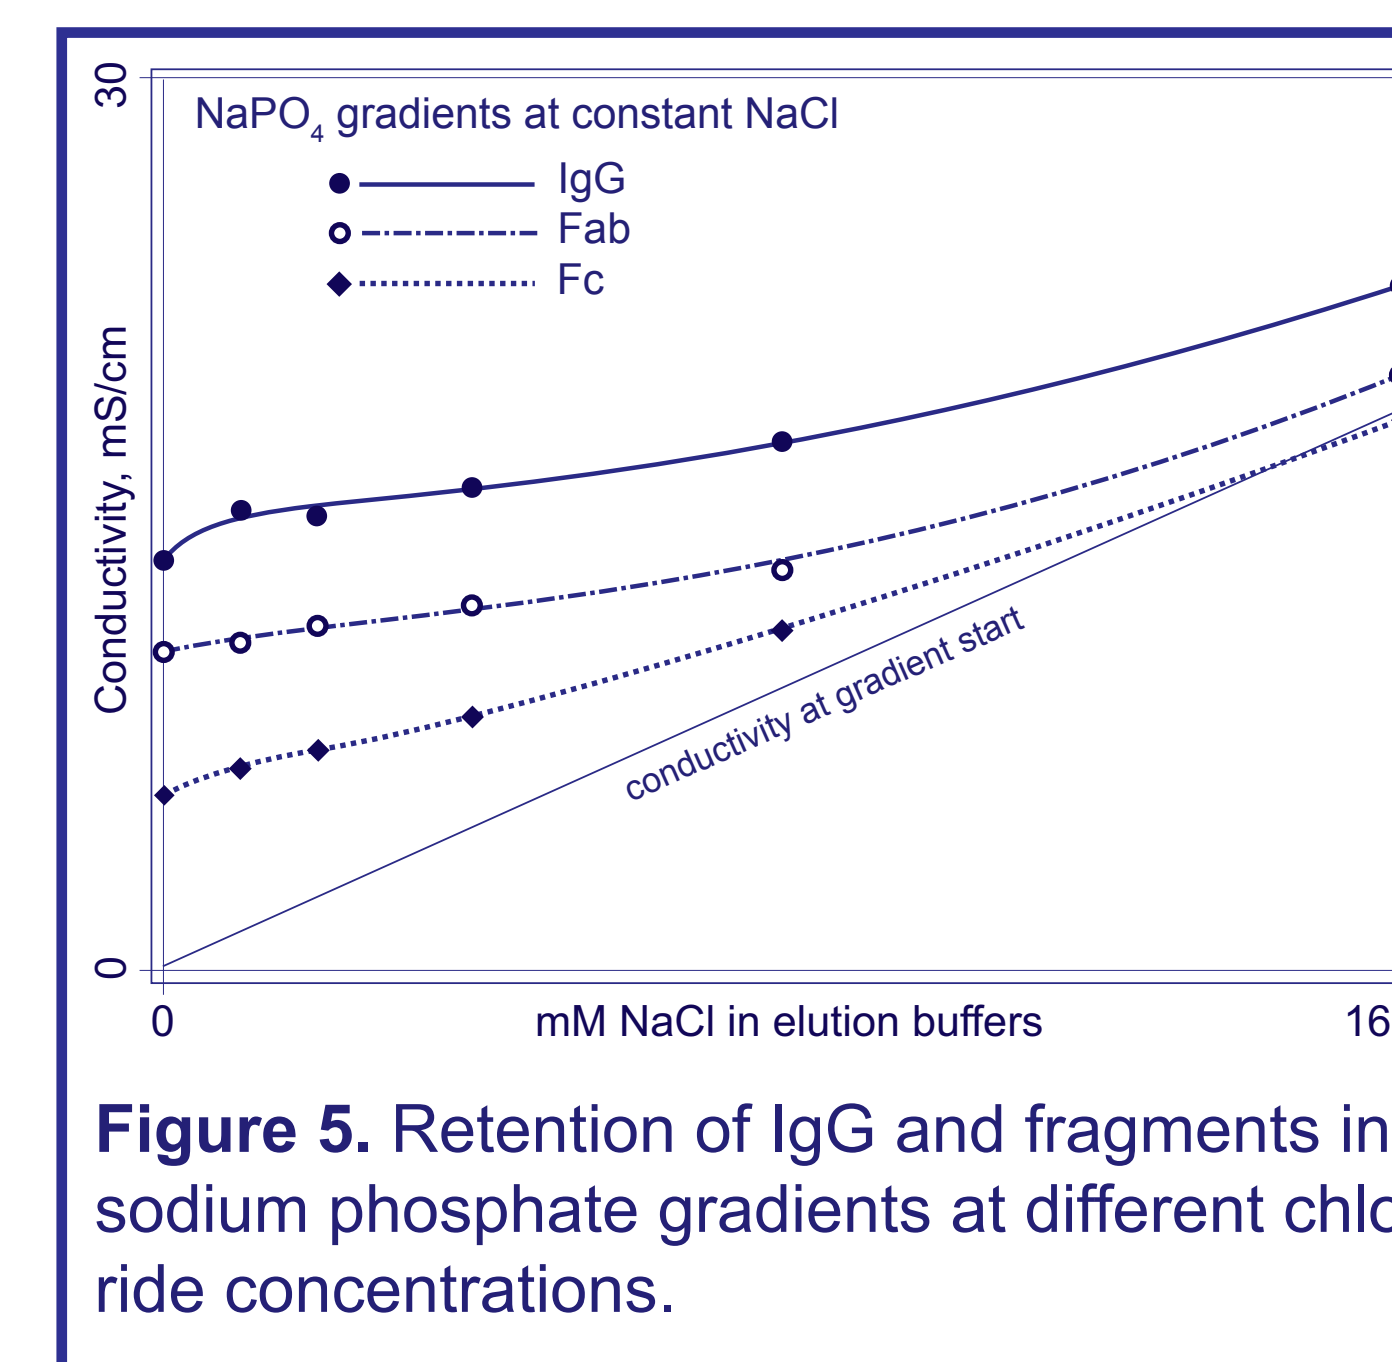 30
NaPO4 gradients at constant NaCl
IgG
Fab
Fc
Conductivity, mS/cm
conductivity at gradient start
0
0
mM NaCl in elution buffers
16
Figure 5. Retention of IgG and fragments in
sodium phosphate gradients at different chlo
ride concentrations.